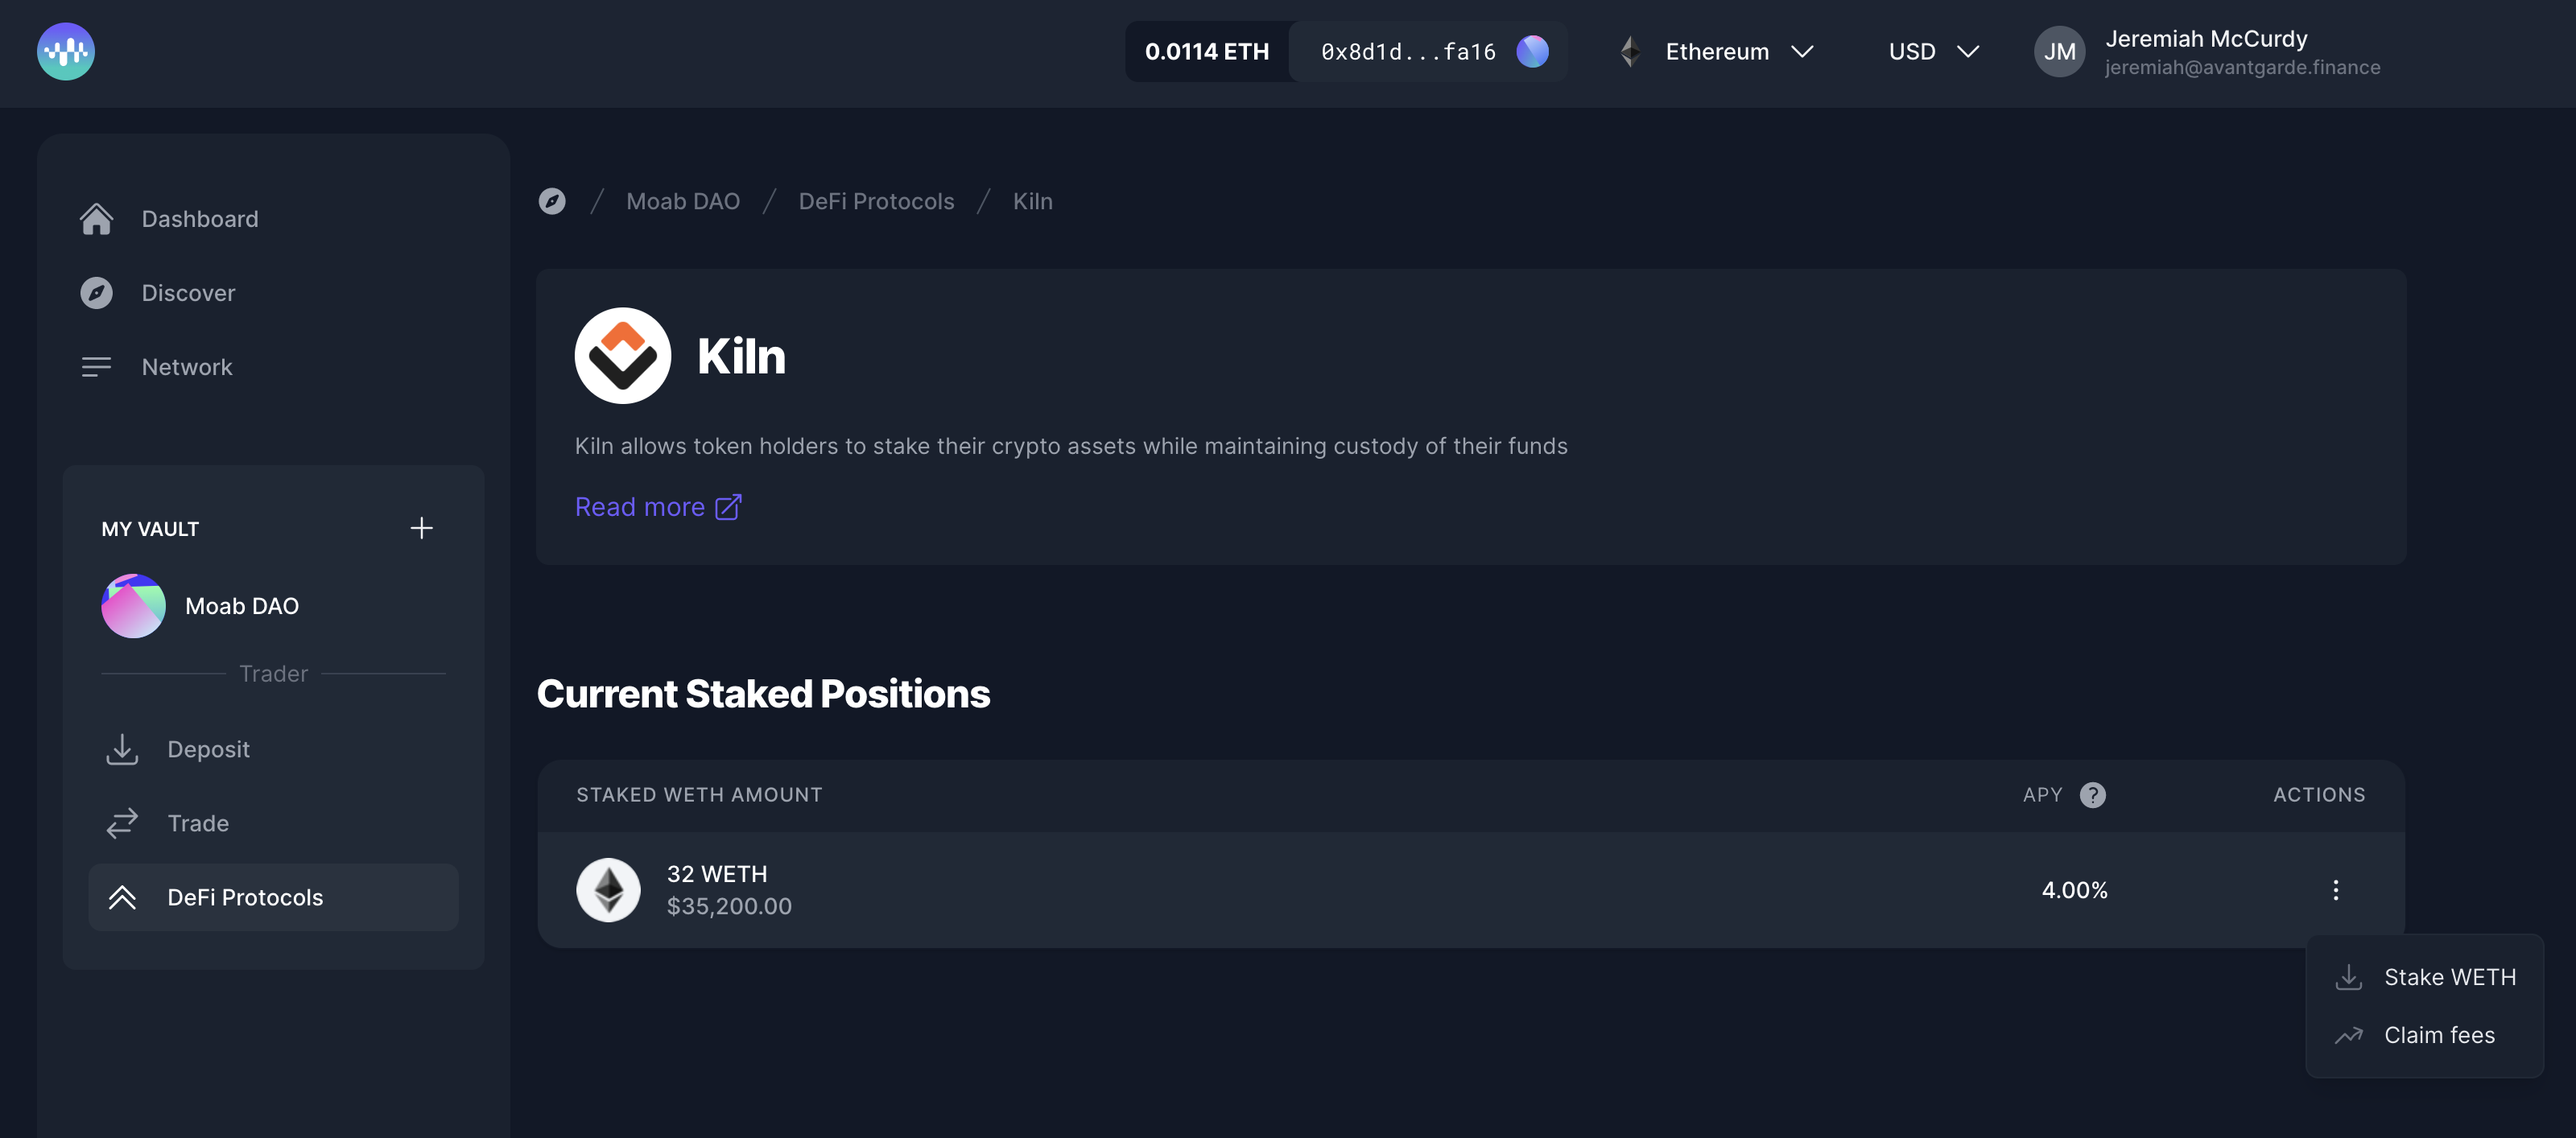 0.0114 ETH
0x8d1d...fa16
Ethereum
USD
JM
Jeremiah McCurdy
jeremiah@avantgarde.finance
Dashboard
Discover
Network
MY VAULT
Moab DAO
Trader
Deposit
Trade
DeFi Protocols
/ Moab DAO / DeFi Protocols / Kiln
Kiln
Kiln allows token holders to stake their crypto assets while maintaining custody of their funds
Read more
Current Staked Positions
STAKED WETH AMOUNT APY ? ACTIONS
32 WETH
$35,200.00
4.00%
Stake WETH
Claim fees